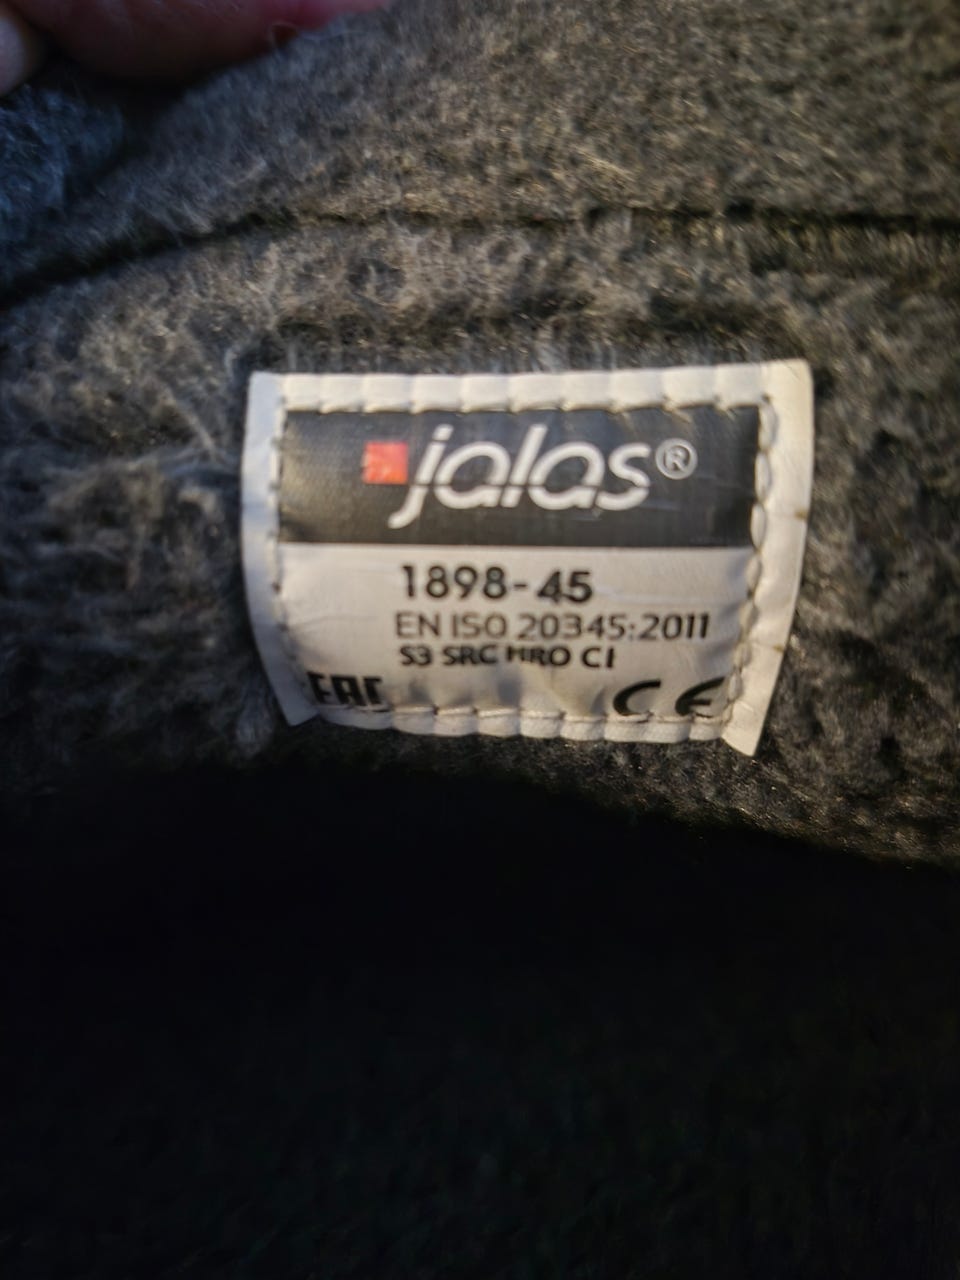 jalas®
1898-45
EN ISO 20345:2011
S3 SRC HRO CI
EAC CE